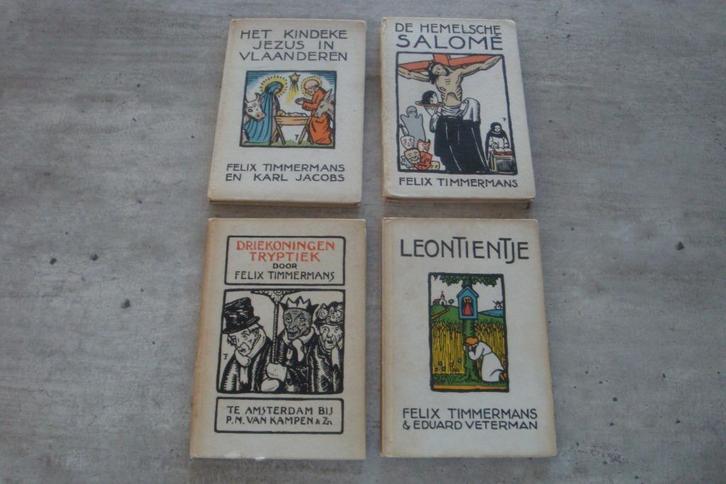 HET KINDEKE
JEZUS IN
VLAANDEREN
FELIX TIMMERMANS
EN KARL JACOBS
DE HEMELSCHE
SALOMÉ
FELIX TIMMERMANS
DRIEKONINGEN
TRYPTIEK
DOOR
FELIX TIMMERMANS
TE AMSTERDAM BIJ
P.N. VAN KAMPEN & Zn
LEONTIENTJE
FELIX TIMMERMANS
& EDUARD VETERMAN